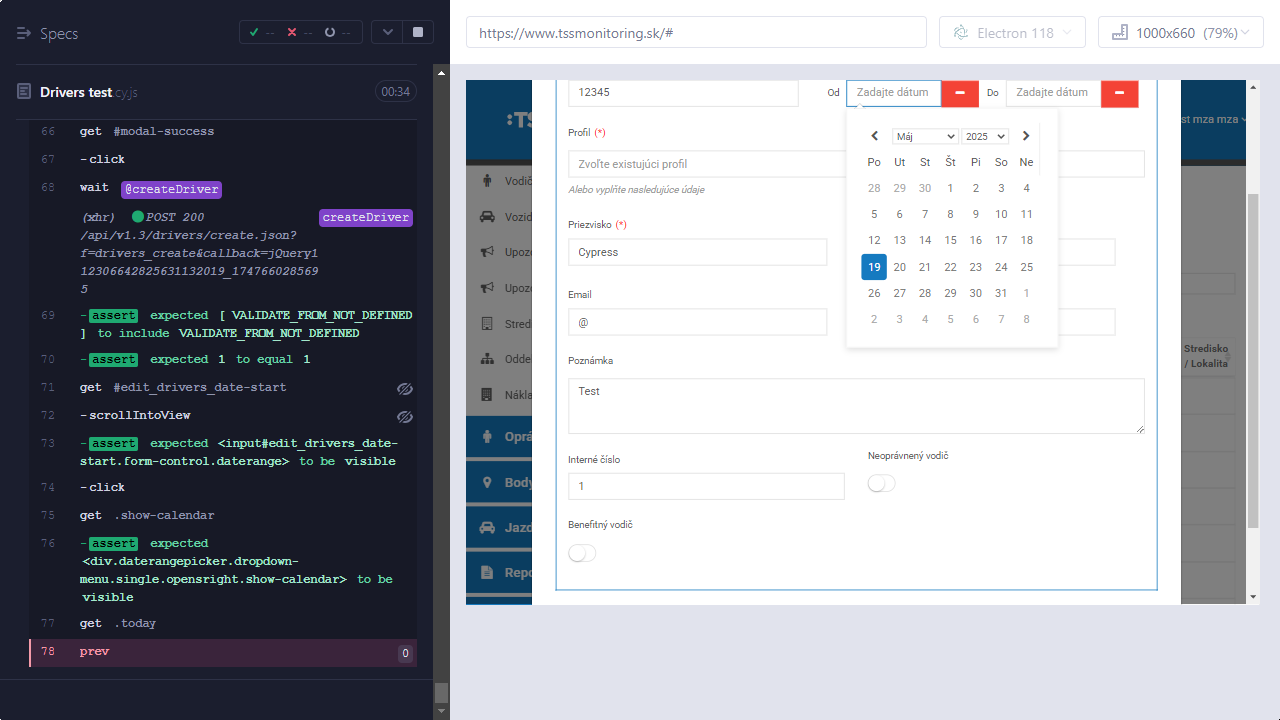 Specs
-- -- --
Drivers test.cy.js
00:34
66 get #modal-success
67 -click
68 wait @createDriver
(xhr) POST 200 createDriver
/api/v1.3/drivers/create.json?
f=drivers_create&callback=jQuery1
12306642825631132019_174766028569
5
69 -assert expected [ VALIDATE_FROM_NOT_DEFINED
] to include VALIDATE_FROM_NOT_DEFINED
70 -assert expected 1 to equal 1
71 get #edit_drivers_date-start
72 -scrollIntoView
73 -assert expected <input#edit_drivers_date-
start.form-control.daterange> to be visible
74 -click
75 get .show-calendar
76 -assert expected
<div.daterangepicker.dropdown-
menu.single.opensright.show-calendar> to be
visible
77 get .today
78 prev 0
https://www.tssmonitoring.sk/#
Electron 118
1000x660 (79%)
:TS
st mza mza
Vodič
Vozid
Upoz
Upoz
Stredi
Odde
Nákla
Oprá
Body
Jazd
Repo
12345
Od
Zadajte dátum
Do
Zadajte dátum
Profil (*)
Zvoľte existujúci profil
Alebo vyplňte nasledujúce údaje
Priezvisko (*)
Cypress
Email
@
Poznámka
Test
Interné číslo
1
Neoprávnený vodič
Benefitný vodič
Máj 2025
Po Ut St Št Pi So Ne
28 29 30 1 2 3 4
5 6 7 8 9 10 11
12 13 14 15 16 17 18
19 20 21 22 23 24 25
26 27 28 29 30 31 1
2 3 4 5 6 7 8
Stredisko
/ Lokalita